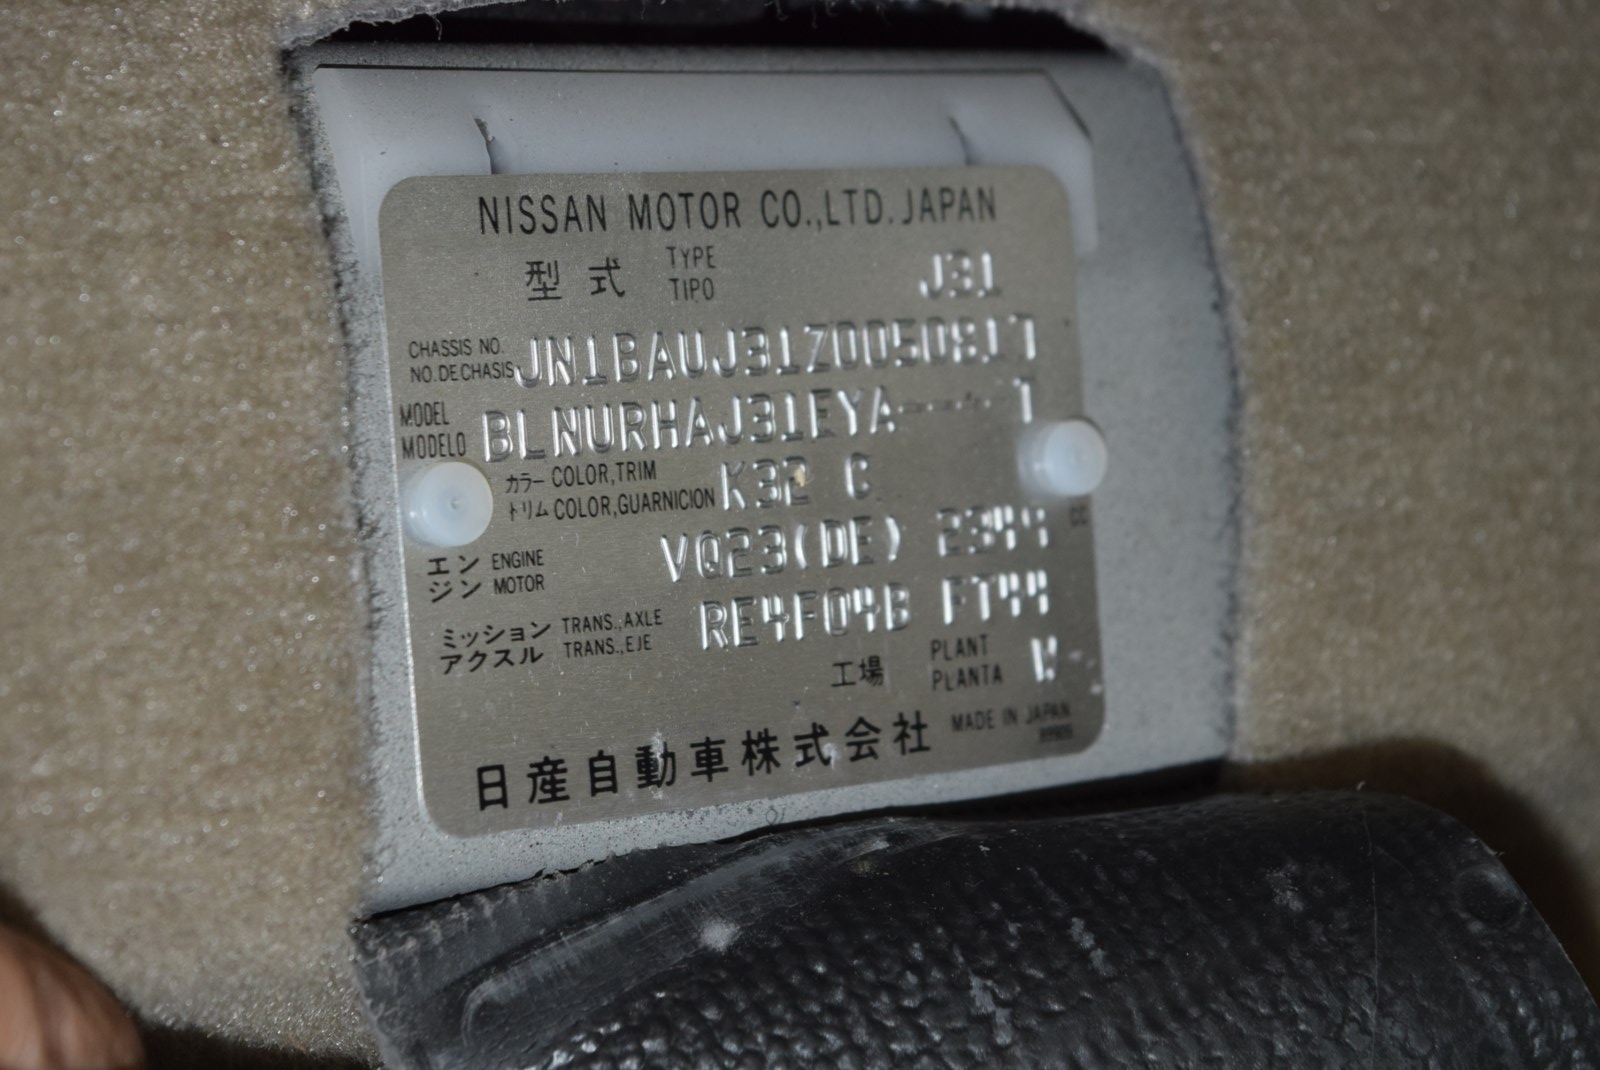 NISSAN MOTOR CO.,LTD. JAPAN
型式 TYPE TIPO J31
CHASSIS NO. NO. DE CHASIS JN1BAUJ31Z0050817
MODEL MODELO BLNURHAJ31EYA-----1
カラー COLOR,TRIM トリム COLOR,GUARNICION K32 C
エンジン ENGINE MOTOR VQ23(DE) 2349 CC
ミッション TRANS.,AXLE アクスル TRANS.,EJE RE4F04B FT44
工場 PLANT PLANTA W
日産自動車株式会社 MADE IN JAPAN